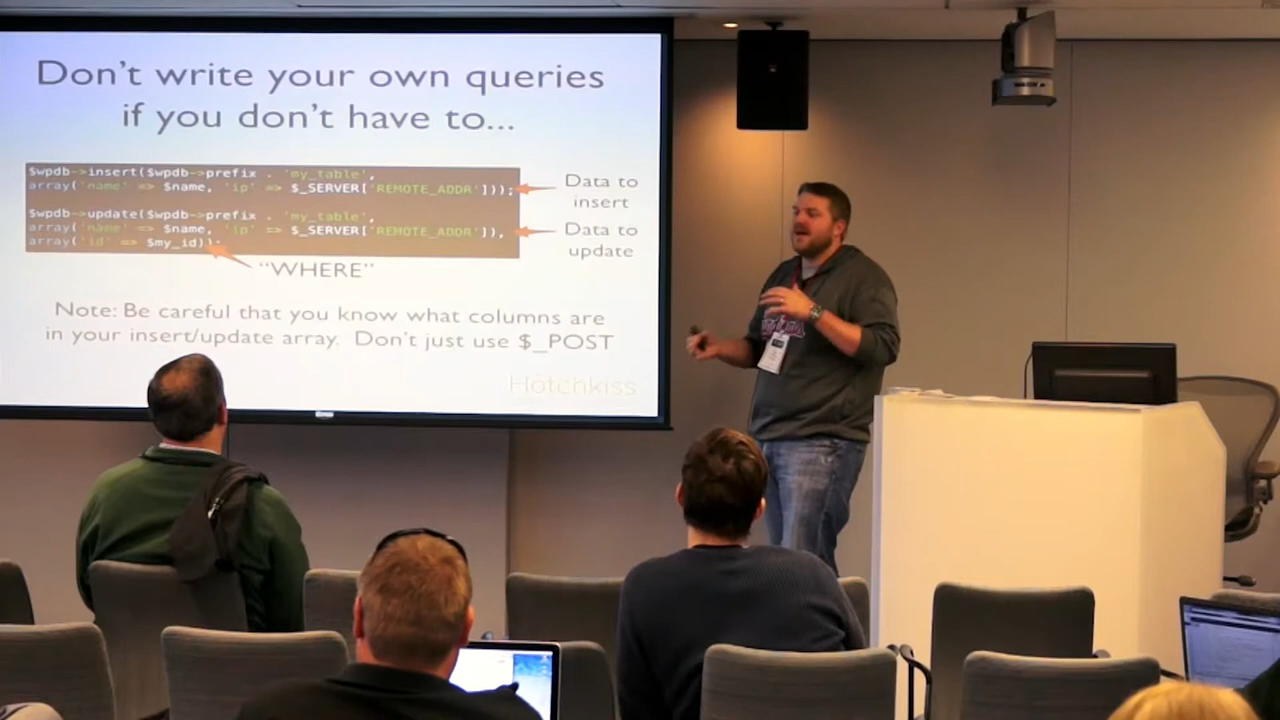 Don't write your own queries
if you don't have to...
$wpdb->insert($wpdb->prefix . 'my_table',
array('name' => $name, 'ip' => $_SERVER['REMOTE_ADDR']));
Data to
insert
$wpdb->update($wpdb->prefix . 'my_table',
array('name' => $name, 'ip' => $_SERVER['REMOTE_ADDR']),
array('id' => $my_id));
Data to
update
"WHERE"
Note: Be careful that you know what columns are
in your insert/update array. Don't just use $_POST
Hotchkiss